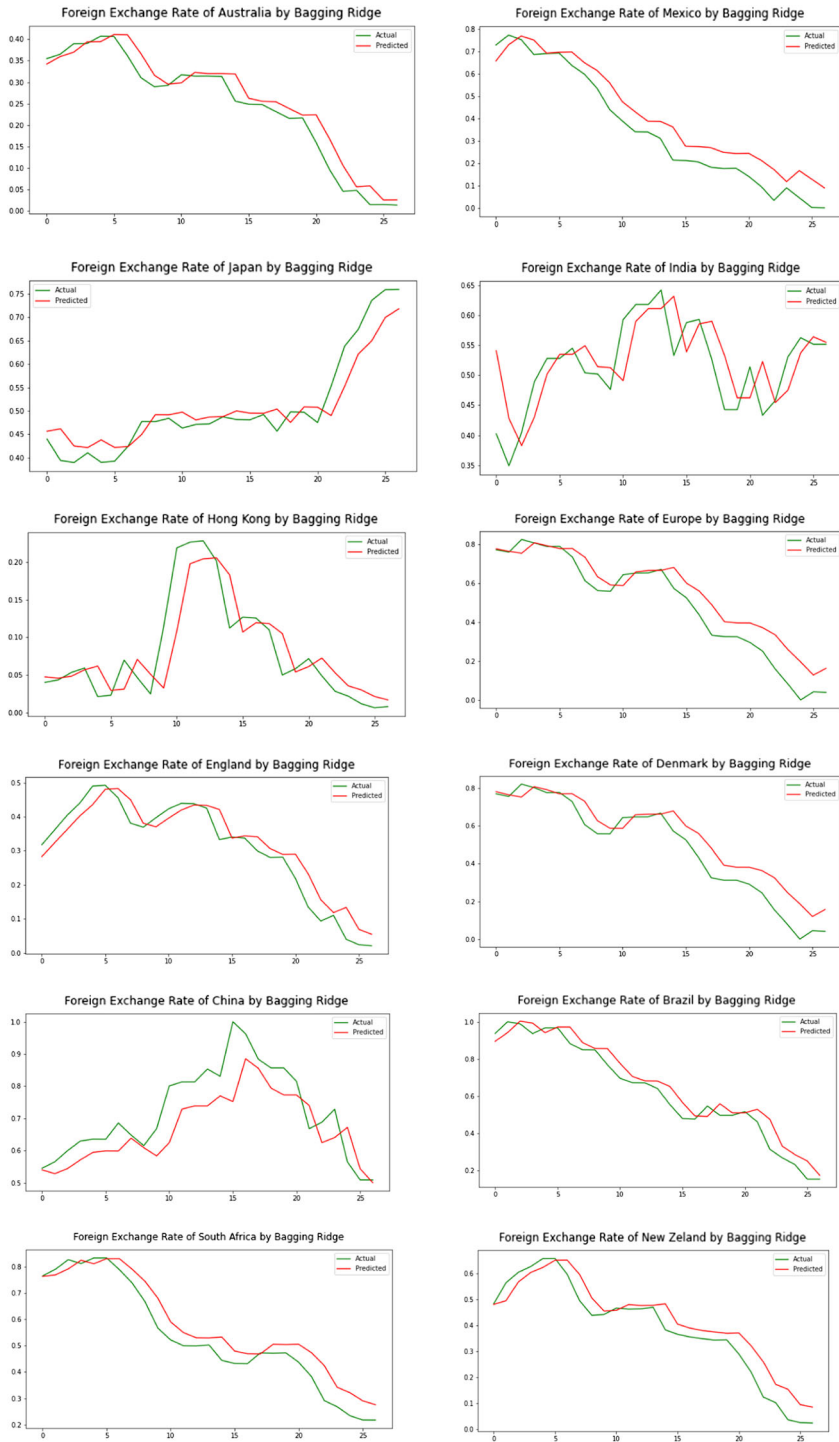 Foreign Exchange Rate of Australia by Bagging Ridge
Actual
Predicted
0.40
0.35
0.30
0.25
0.20
0.15
0.10
0.05
0.00
0 5 10 15 20 25
Foreign Exchange Rate of Mexico by Bagging Ridge
Actual
Predicted
0.8
0.7
0.6
0.5
0.4
0.3
0.2
0.1
0.0
0 5 10 15 20 25
Foreign Exchange Rate of Japan by Bagging Ridge
Actual
Predicted
0.75
0.70
0.65
0.60
0.55
0.50
0.45
0.40
0 5 10 15 20 25
Foreign Exchange Rate of India by Bagging Ridge
Actual
Predicted
0.65
0.60
0.55
0.50
0.45
0.40
0.35
0 5 10 15 20 25
Foreign Exchange Rate of Hong Kong by Bagging Ridge
Actual
Predicted
0.20
0.15
0.10
0.05
0.00
0 5 10 15 20 25
Foreign Exchange Rate of Europe by Bagging Ridge
Actual
Predicted
0.8
0.6
0.4
0.2
0.0
0 5 10 15 20 25
Foreign Exchange Rate of England by Bagging Ridge
Actual
Predicted
0.5
0.4
0.3
0.2
0.1
0.0
0 5 10 15 20 25
Foreign Exchange Rate of Denmark by Bagging Ridge
Actual
Predicted
0.8
0.6
0.4
0.2
0.0
0 5 10 15 20 25
Foreign Exchange Rate of China by Bagging Ridge
Actual
Predicted
1.0
0.9
0.8
0.7
0.6
0.5
0 5 10 15 20 25
Foreign Exchange Rate of Brazil by Bagging Ridge
Actual
Predicted
1.0
0.8
0.6
0.4
0.2
0 5 10 15 20 25
Foreign Exchange Rate of South Africa by Bagging Ridge
Actual
Predicted
0.8
0.7
0.6
0.5
0.4
0.3
0.2
0 5 10 15 20 25
Foreign Exchange Rate of New Zeland by Bagging Ridge
Actual
Predicted
0.6
0.5
0.4
0.3
0.2
0.1
0.0
0 5 10 15 20 25